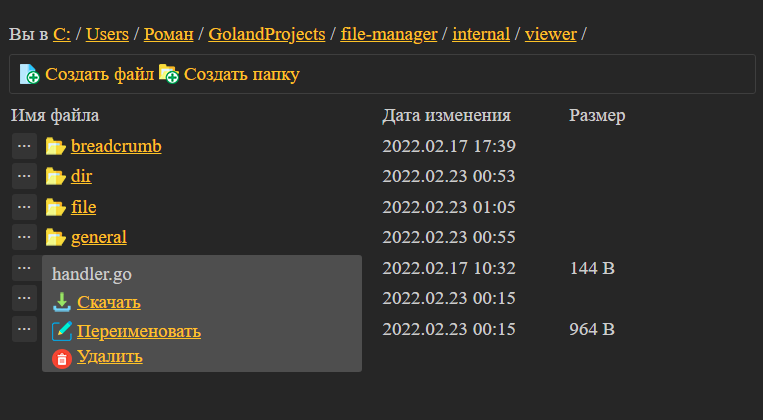 Вы в C: / Users / Роман / GolandProjects / file-manager / internal / viewer /
Создать файл Создать папку
Имя файла Дата изменения Размер
... breadcrumb 2022.02.17 17:39
... dir 2022.02.23 00:53
... file 2022.02.23 01:05
... general 2022.02.23 00:55
... handler.go 2022.02.17 10:32 144 B
... Скачать 2022.02.23 00:15
... Переименовать 2022.02.23 00:15 964 B
Удалить